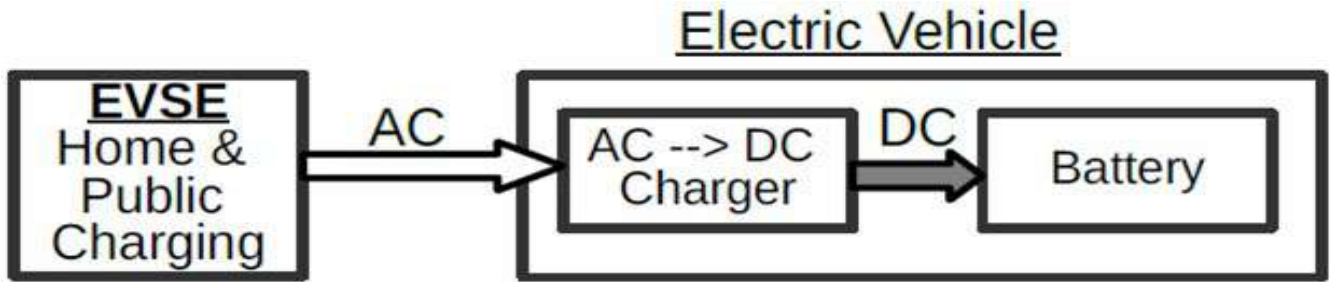 Electric Vehicle
EVSE
Home &
Public
Charging
AC
AC --> DC
Charger
DC
Battery